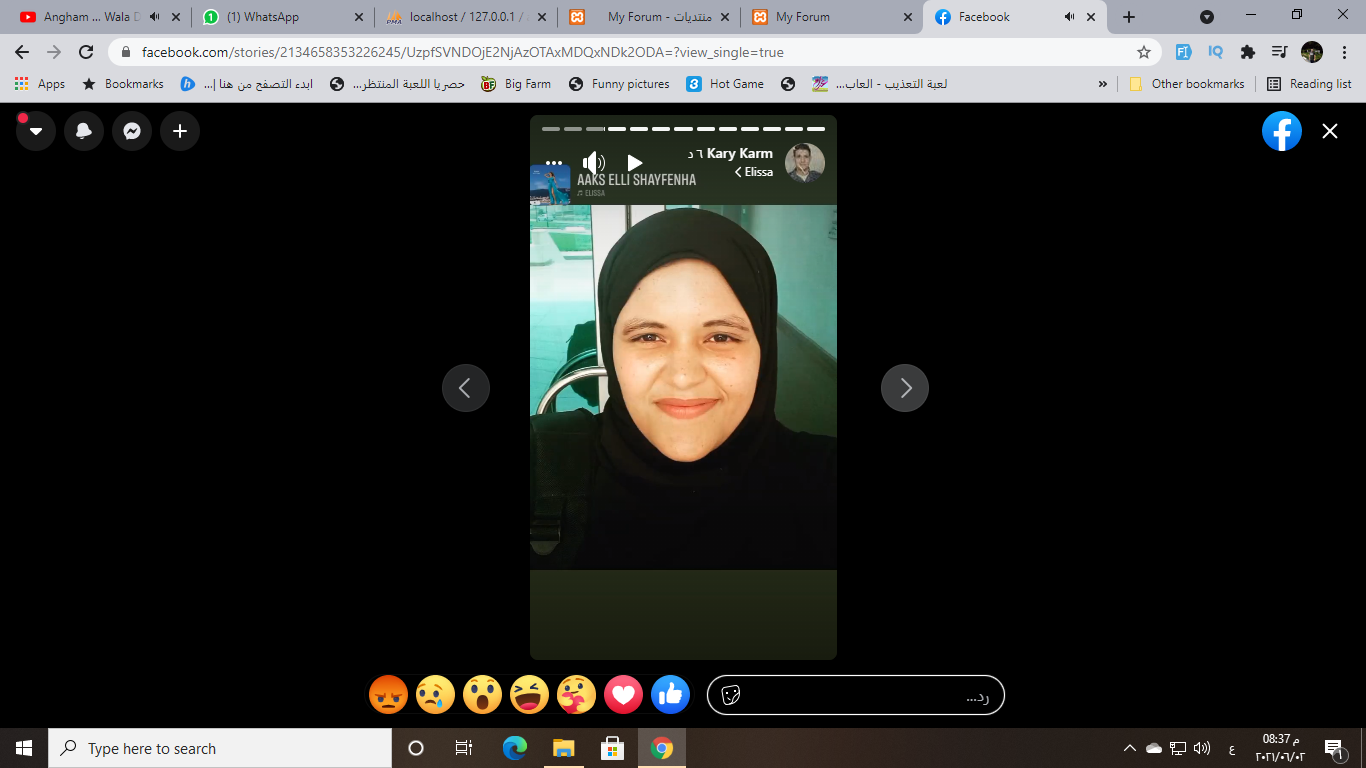 Angham ... Wala D
(1) WhatsApp
localhost / 127.0.0.1 /
My Forum - منتديات
My Forum
Facebook
facebook.com/stories/2134658353226245/UzpfSVNDOjE2NjAzOTAxMDQxNDk2ODA=?view_single=true
Apps
Bookmarks
ابدء التصفح من هنا |...
حصريا اللعبة المنتظر...
Big Farm
Funny pictures
Hot Game
لعبة التعذيب - العاب...
»
Other bookmarks
Reading list
Kary Karm ٦ د
Elissa
AAKS ELLI SHAYFENHA
ELISSA
رد...
Type here to search
ع
08:37 م
٢٠٢١/٠٦/٠٢
١